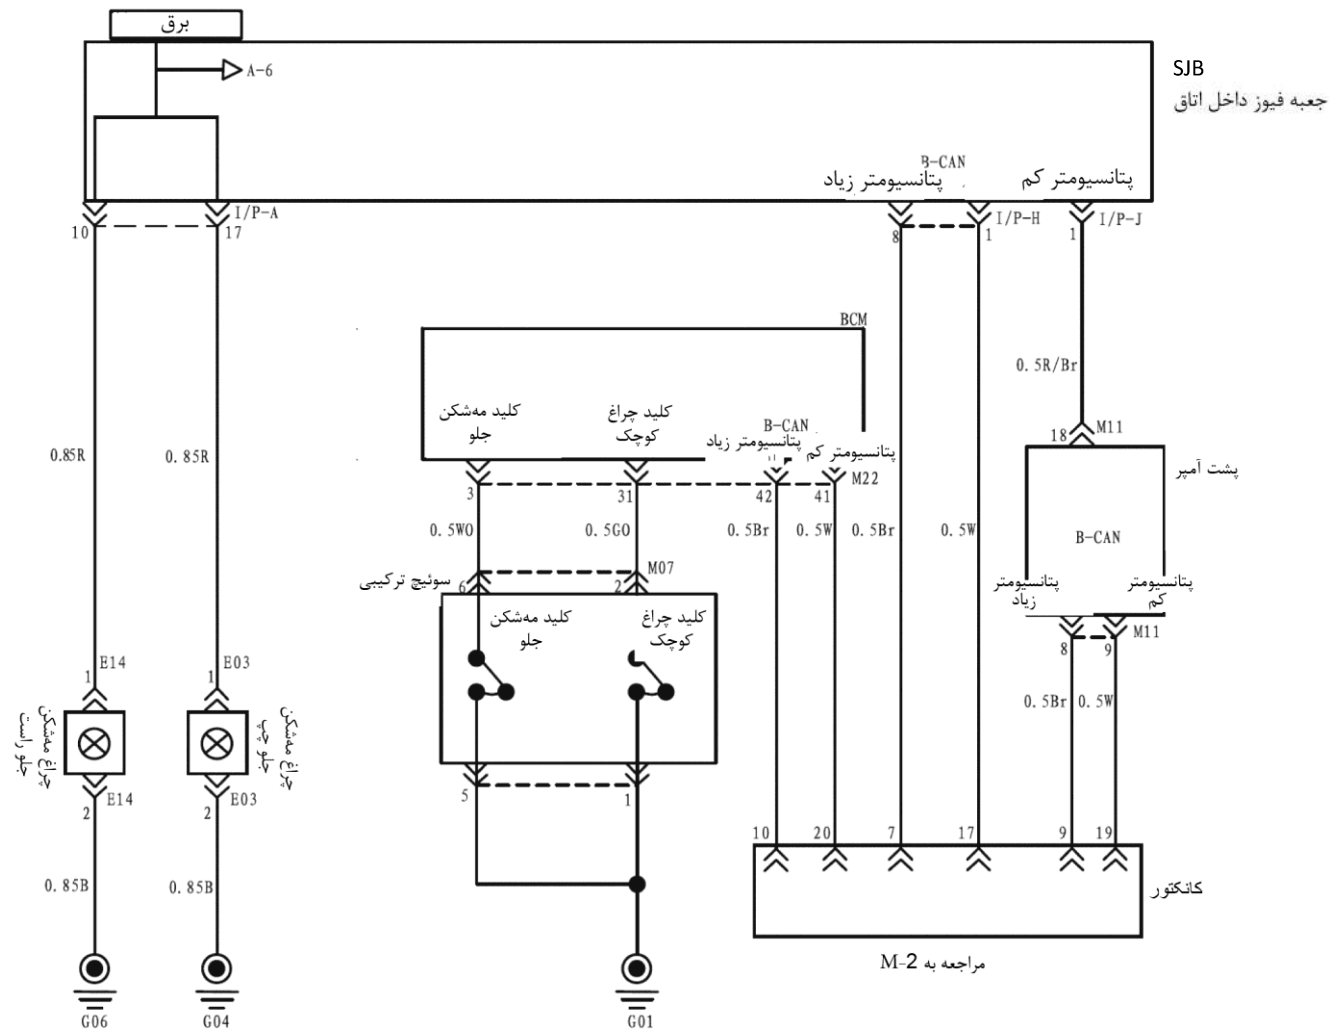 برق
A-6
SJB
جعبه فیوز داخل اتاق
B-CAN
پتانسیومتر زیاد
پتانسیومتر کم
I/P-A
I/P-H
I/P-J
10
17
8
1
1
BCM
0.5R/Br
کلید مه‌شکن
جلو
کلید چراغ
کوچک
B-CAN
پتانسیومتر زیاد
پتانسیومتر کم
M22
18
M11
پشت آمپر
0.85R
0.85R
3
31
42
41
0.5WO
0.5GO
0.5Br
0.5W
0.5Br
0.5W
B-CAN
سوئیچ ترکیبی
6
2
M07
پتانسیومتر
زیاد
پتانسیومتر
کم
کلید مه‌شکن
جلو
کلید چراغ
کوچک
8
9
M11
1
E14
1
E03
0.5Br
0.5W
چراغ مه‌شکن
جلو راست
چراغ مه‌شکن
جلو چپ
2
E14
2
E03
5
1
10
20
7
17
9
19
0.85B
0.85B
کانکتور
مراجعه به M-2
G06
G04
G01